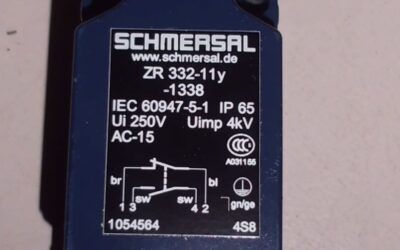 SCHMERSAL
www.schmersal.de
ZR 332-11y
-1338
IEC 60947-5-1 IP 65
Ui 250V Uimp 4kV
AC-15
CCC
A031155
br bl
sw sw gn/ge
1 3 4 2
1054564 4S8